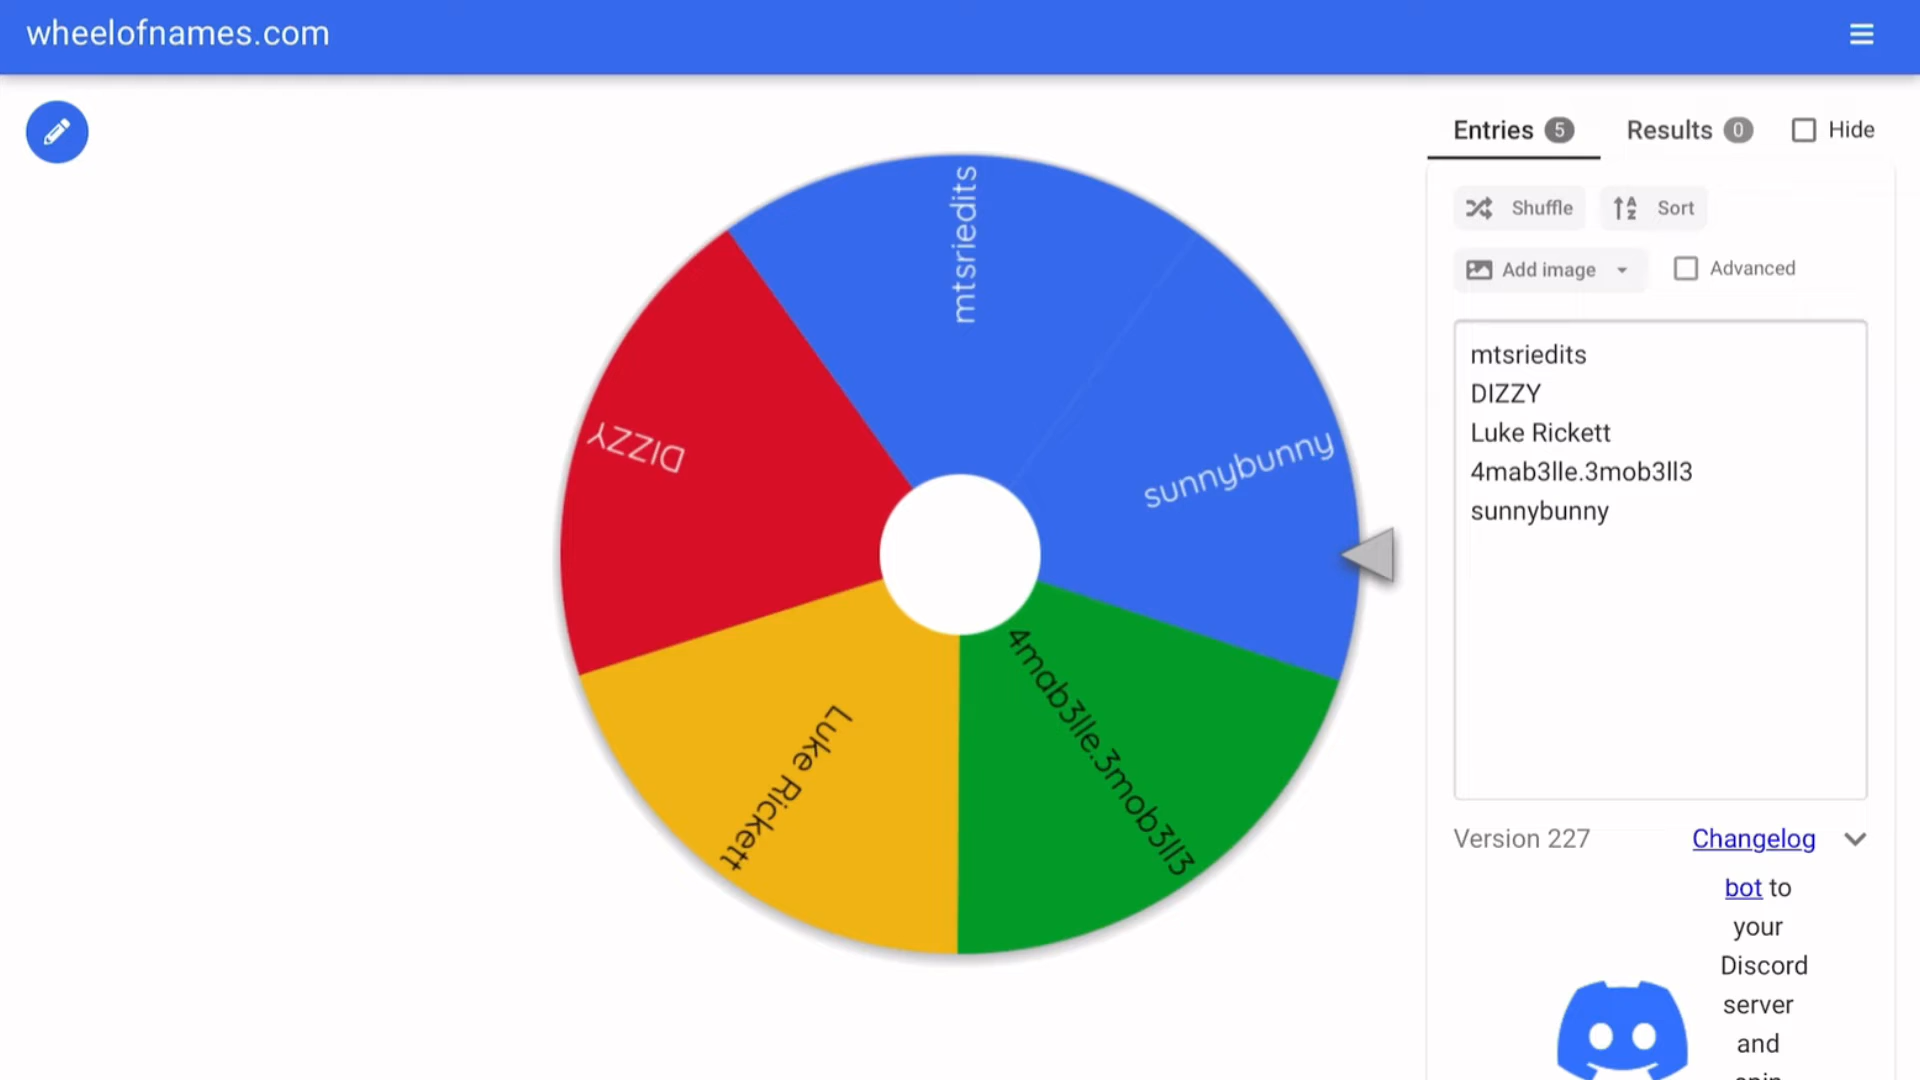 wheelofnames.com
Entries 5
Results 0
Hide
Shuffle
Sort
Add image
Advanced
mtsriedits
DIZZY
Luke Rickett
4mab3lle.3mob3ll3
sunnybunny
mtsriedits
DIZZY
Luke Rickett
4mab3lle.3mob3ll3
sunnybunny
Version 227
Changelog
bot to
your
Discord
server
and